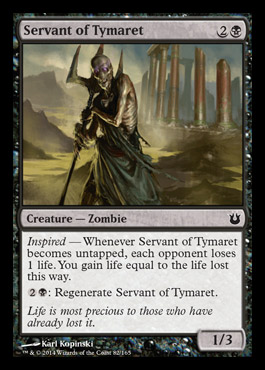 Servant of Tymaret 2
Creature — Zombie
Inspired — Whenever Servant of Tymaret
becomes untapped, each opponent loses
1 life. You gain life equal to the life lost
this way.
2 : Regenerate Servant of Tymaret.
Life is most precious to those who have
already lost it.
1/3
Karl Kopinski
™ & © 2014 Wizards of the Coast 82/165